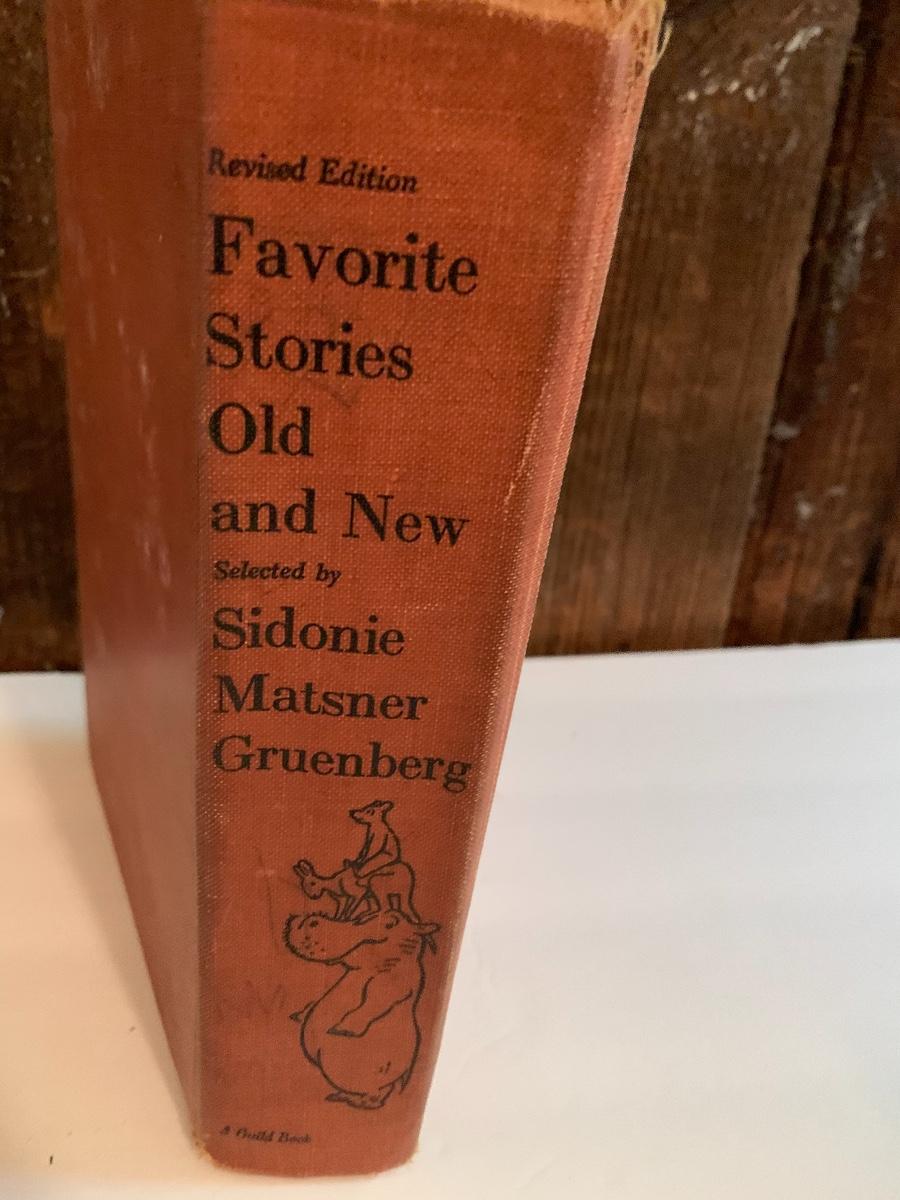 Revised Edition
Favorite
Stories
Old
and New
Selected by
Sidonie
Matsner
Gruenberg
A Guild Book